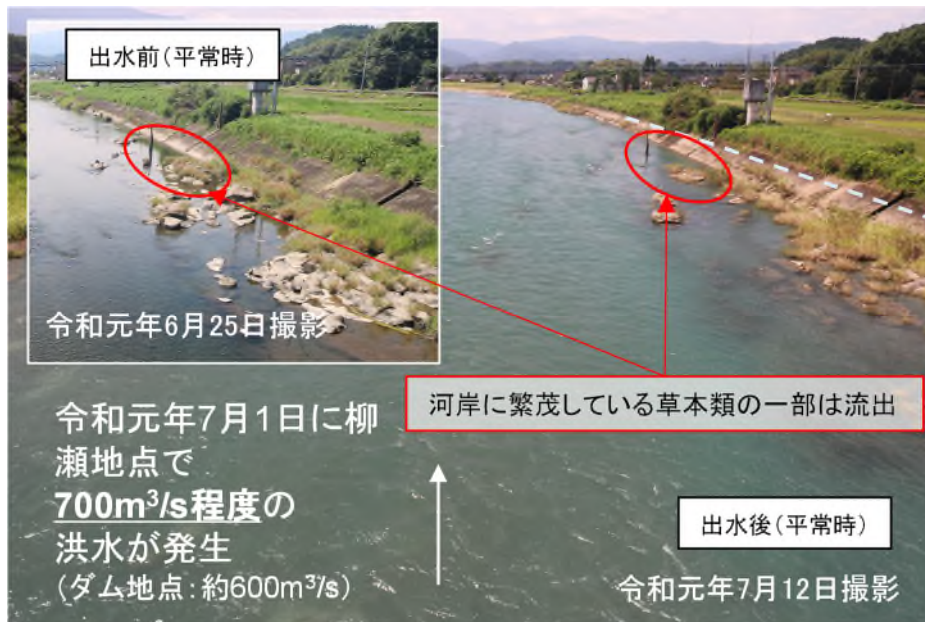 出水前(平常時)
令和元年6月25日撮影
河岸に繁茂している草本類の一部は流出
令和元年7月1日に柳
瀬地点で
700m³/s程度の
洪水が発生
(ダム地点:約600m³/s)
出水後(平常時)
令和元年7月12日撮影